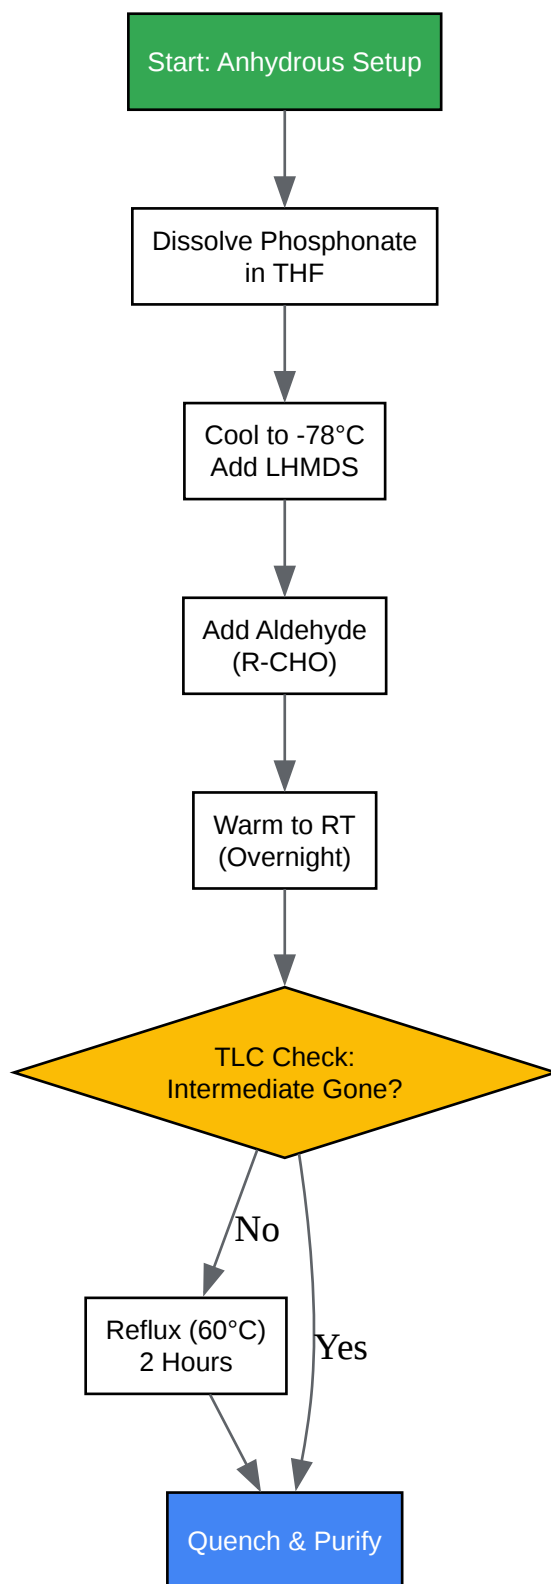 Start: Anhydrous Setup
Dissolve Phosphonate
in THF
Cool to -78°C
Add LHMDS
Add Aldehyde
(R-CHO)
Warm to RT
(Overnight)
TLC Check:
Intermediate Gone?
No
Reflux (60°C)
2 Hours
Yes
Quench & Purify